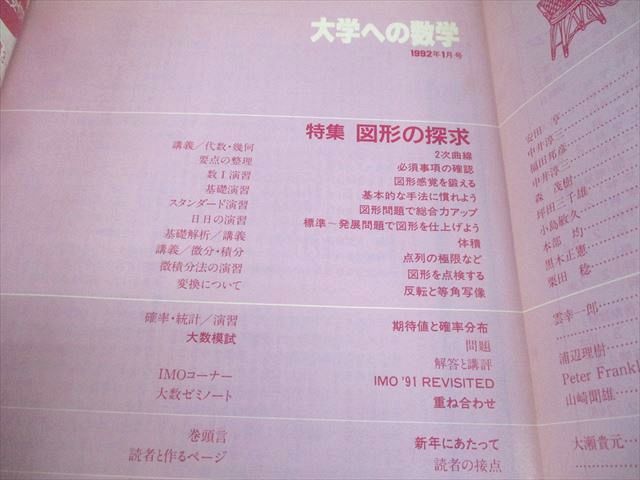 大学への数学
1992年1月号
特集 図形の探求
講義／代数・幾何 2次曲線 安田 亨
要点の整理 必須事項の確認 中井淳三
数Ⅰ演習 図形感覚を鍛える 福田邦彦
基礎演習 基本的な手法に慣れよう 中井淳三
スタンダード演習 図形問題で総合力アップ 森 茂樹
日日の演習 標準～発展問題で図形を仕上げよう 坪田三千雄
基礎解析／講義 体積 小島敏久
講義／微分・積分 点列の極限など 本部 均
微積分法の演習 図形を点検する 黒木正憲
変換について 反転と等角写像 栗田 稔
確率・統計／演習 期待値と確率分布 雲幸一郎
大数模試 問題
解答と講評 浦辺理樹
IMOコーナー IMO '91 REVISITED Peter Frankl
大数ゼミノート 重ね合わせ 山崎聞雄
巻頭言 新年にあたって 大瀬貴元
読者と作るページ 読者の接点